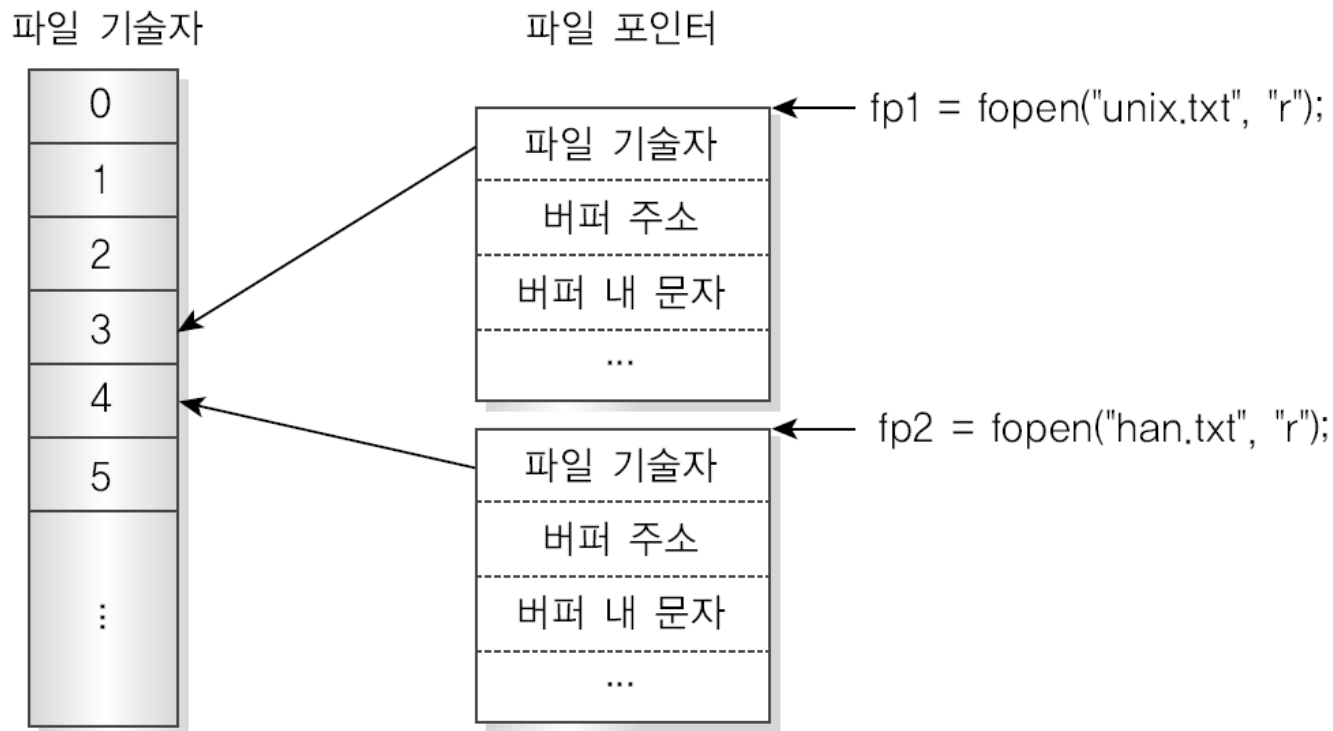 파일 기술자
파일 포인터
0
1
2
3
4
5
⋮
fp1 = fopen("unix.txt", "r");
파일 기술자
버퍼 주소
버퍼 내 문자
...
fp2 = fopen("han.txt", "r");
파일 기술자
버퍼 주소
버퍼 내 문자
...